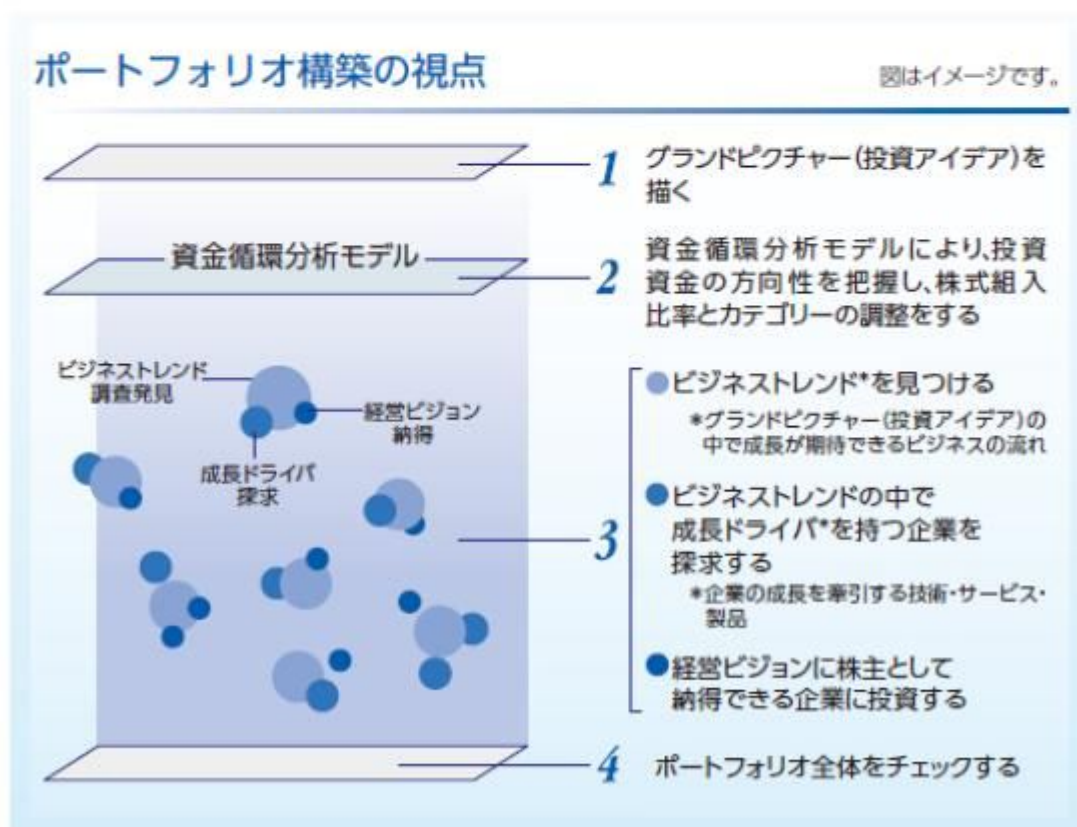 ポートフォリオ構築の視点
図はイメージです。
1
グランドピクチャー(投資アイデア)を
描く
資金循環分析モデル
2
資金循環分析モデルにより、投資
資金の方向性を把握し、株式組入
比率とカテゴリーの調整をする
ビジネストレンド
調査発見
経営ビジョン
納得
成長ドライバ
探求
3
●ビジネストレンド*を見つける
*グランドピクチャー(投資アイデア)の
中で成長が期待できるビジネスの流れ
●ビジネストレンドの中で
成長ドライバ*を持つ企業を
探求する
*企業の成長を牽引する技術・サービス・
製品
●経営ビジョンに株主として
納得できる企業に投資する
4
ポートフォリオ全体をチェックする